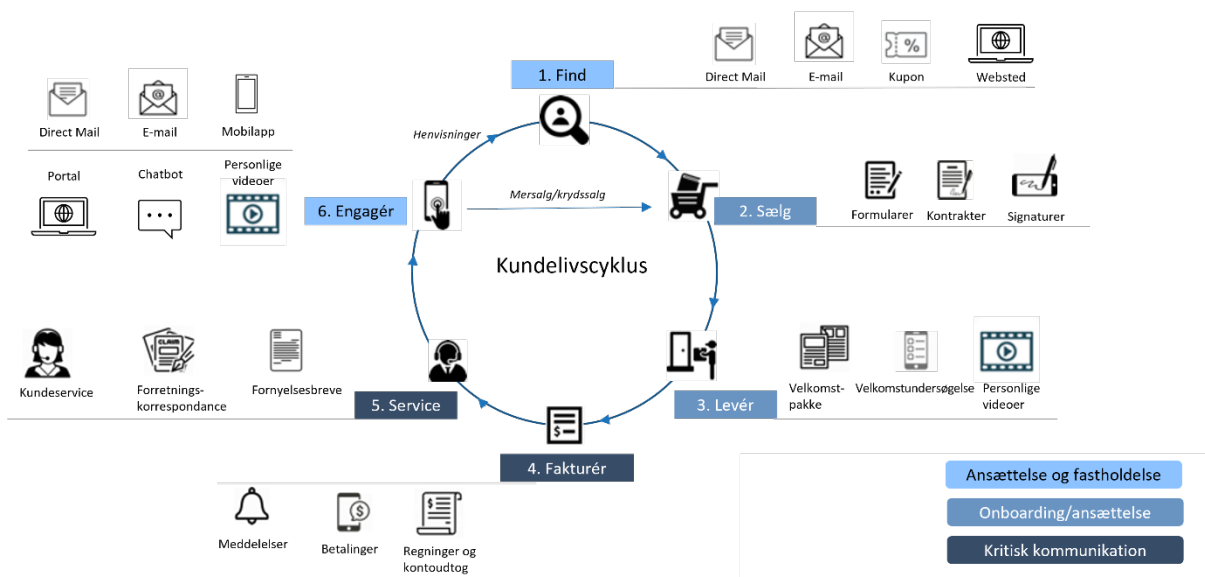 1. Find
Direct Mail
E-mail
Kupon
%
Websted
Direct Mail
E-mail
Mobilapp
Henvisninger
Portal
Chatbot
Personlige
videoer
6. Engagér
Mersalg/krydssalg
2. Sælg
Formularer
Kontrakter
Signaturer
Kundelivscyklus
Kundeservice
CLAIM
Forretnings-
korrespondance
Fornyelsesbreve
5. Service
3. Levér
Velkomst-
pakke
Velkomstundersøgelse
Personlige
videoer
4. Fakturér
Meddelelser
Betalinger
Regninger og
kontoudtog
Ansættelse og fastholdelse
Onboarding/ansættelse
Kritisk kommunikation